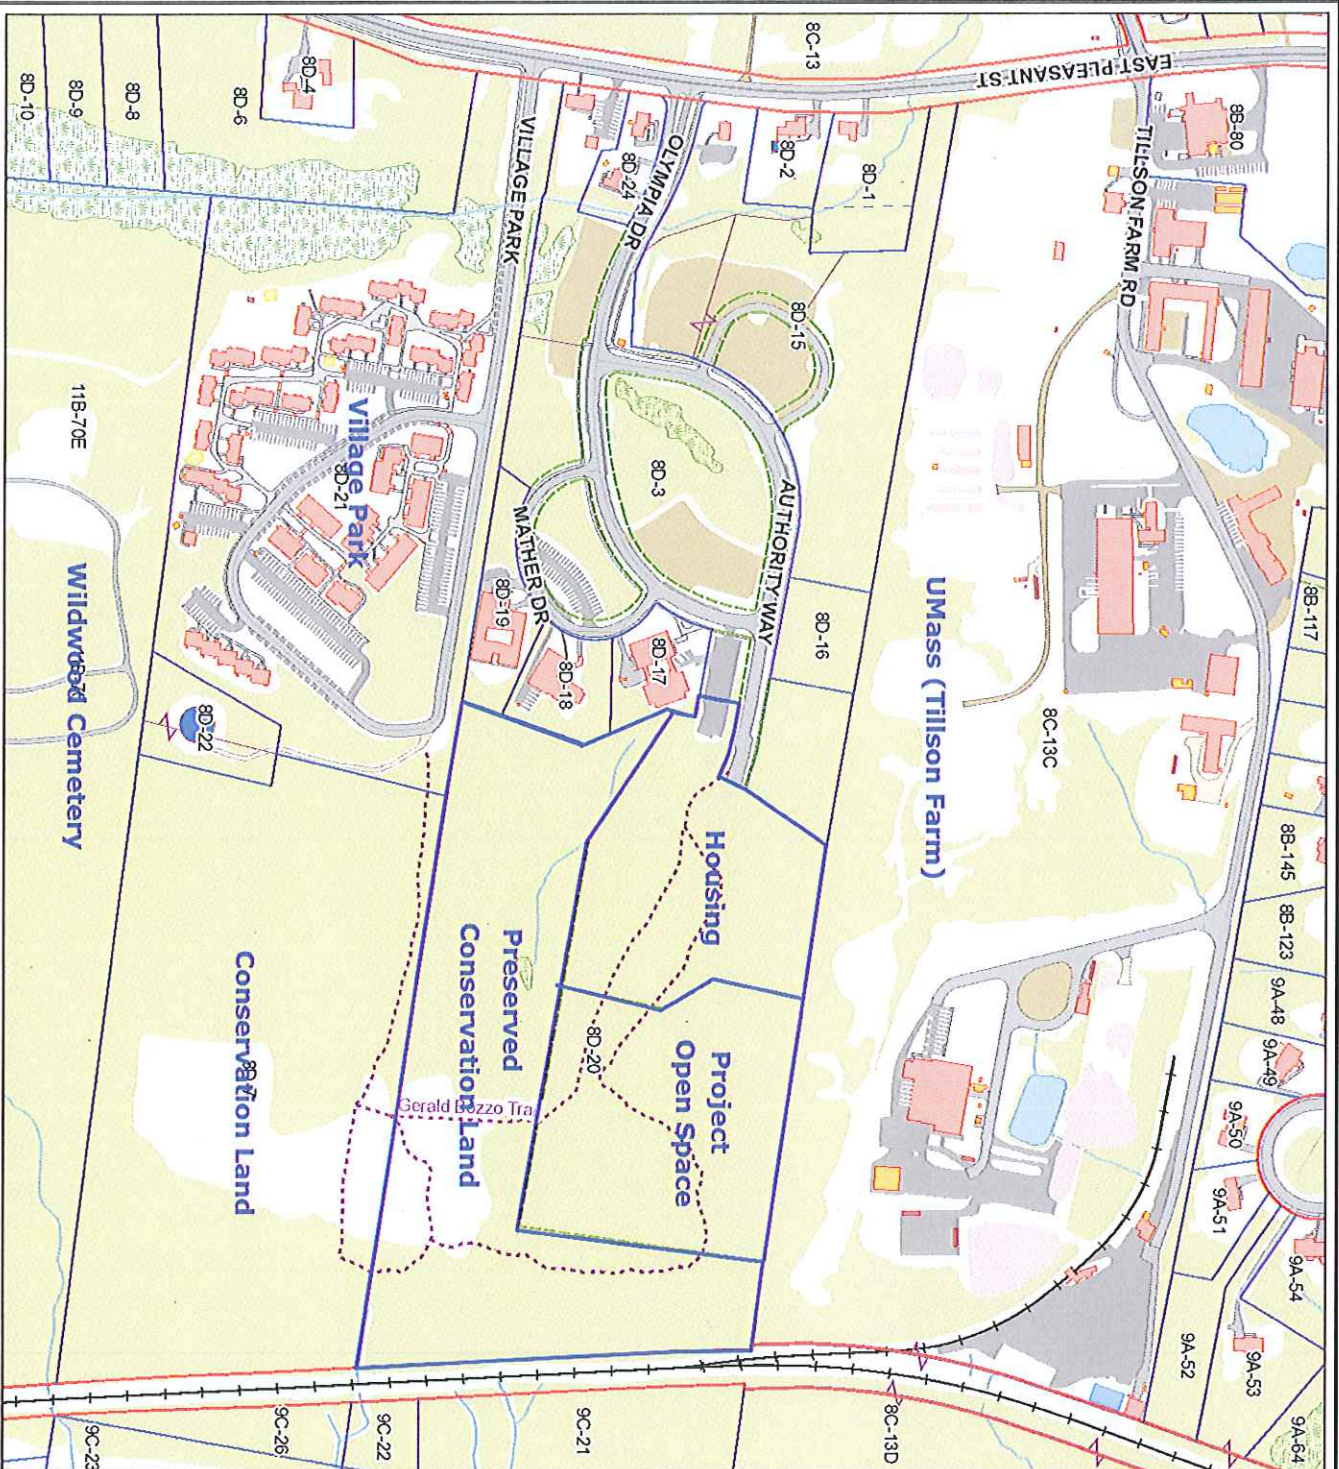 8C-13
EAST PLEASANT ST
8B-80
TILLSON FARM RD
8D-4
8D-10
8D-9
8D-8
8D-6
VILLAGE PARK
OLYMPIA DR
8D-24
8D-2
8D-1
8D-15
8D-3
AUTHORITY WAY
MATHER DR
8D-19
8D-18
8D-17
8D-16
Village Park
8D-21
11B-70E
Wildwood Cemetery
8D-22
UMass (Tillson Farm)
8C-13C
8B-117
8B-145
8B-123
9A-48
9A-49
9A-50
9A-51
9A-54
9A-52
9A-53
9A-64
Housing
Preserved
Conservation Land
Project
Open Space
8D-20
Gerald Bozzo Tra
Conservation Land
9C-23
9C-26
9C-22
9C-21
8C-13D